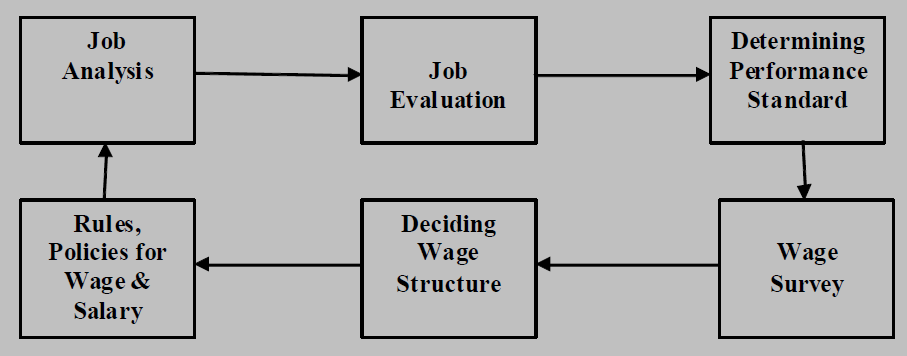 Job
Analysis
Job
Evaluation
Determining
Performance
Standard
Rules,
Policies for
Wage &
Salary
Deciding
Wage
Structure
Wage
Survey